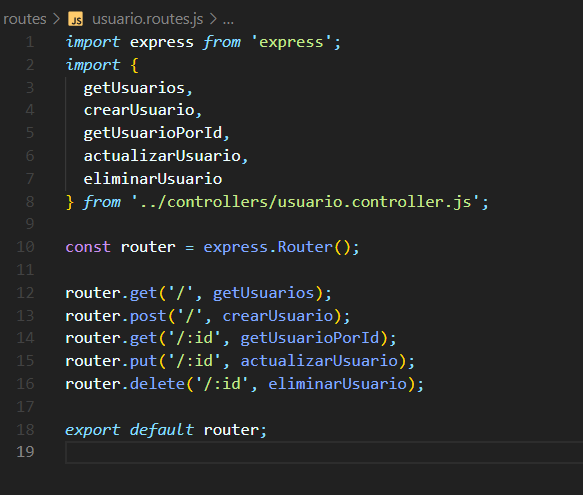 routes > JS usuario.routes.js > ...
1 import express from 'express';
2 import {
3 getUsuarios,
4 crearUsuario,
5 getUsuarioPorId,
6 actualizarUsuario,
7 eliminarUsuario
8 } from '../controllers/usuario.controller.js';
9
10 const router = express.Router();
11
12 router.get('/', getUsuarios);
13 router.post('/', crearUsuario);
14 router.get('/:id', getUsuarioPorId);
15 router.put('/:id', actualizarUsuario);
16 router.delete('/:id', eliminarUsuario);
17
18 export default router;
19